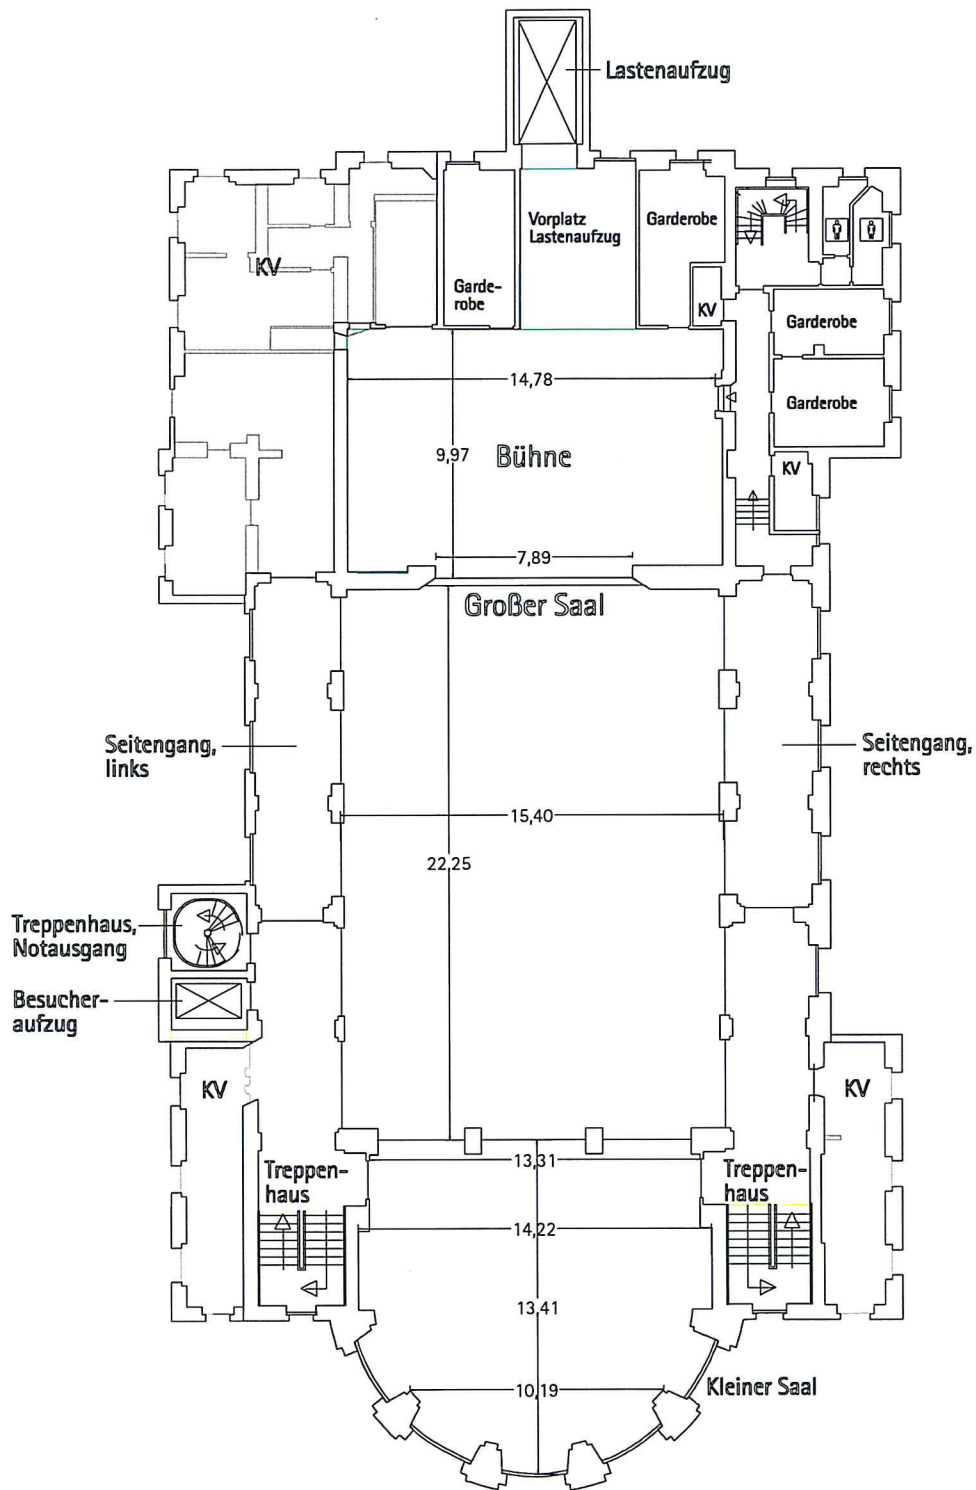 Lastenaufzug
Vorplatz
Lastenaufzug
Garderobe
KV
Garde-
robe
KV
Garderobe
14,78
Garderobe
9,97
Bühne
KV
7,89
Großer Saal
Seitengang,
links
Seitengang,
rechts
15,40
22,25
Treppenhaus,
Notausgang
Besucher-
aufzug
KV
KV
13,31
Treppen-
haus
Treppen-
haus
14,22
13,41
10,19
Kleiner Saal